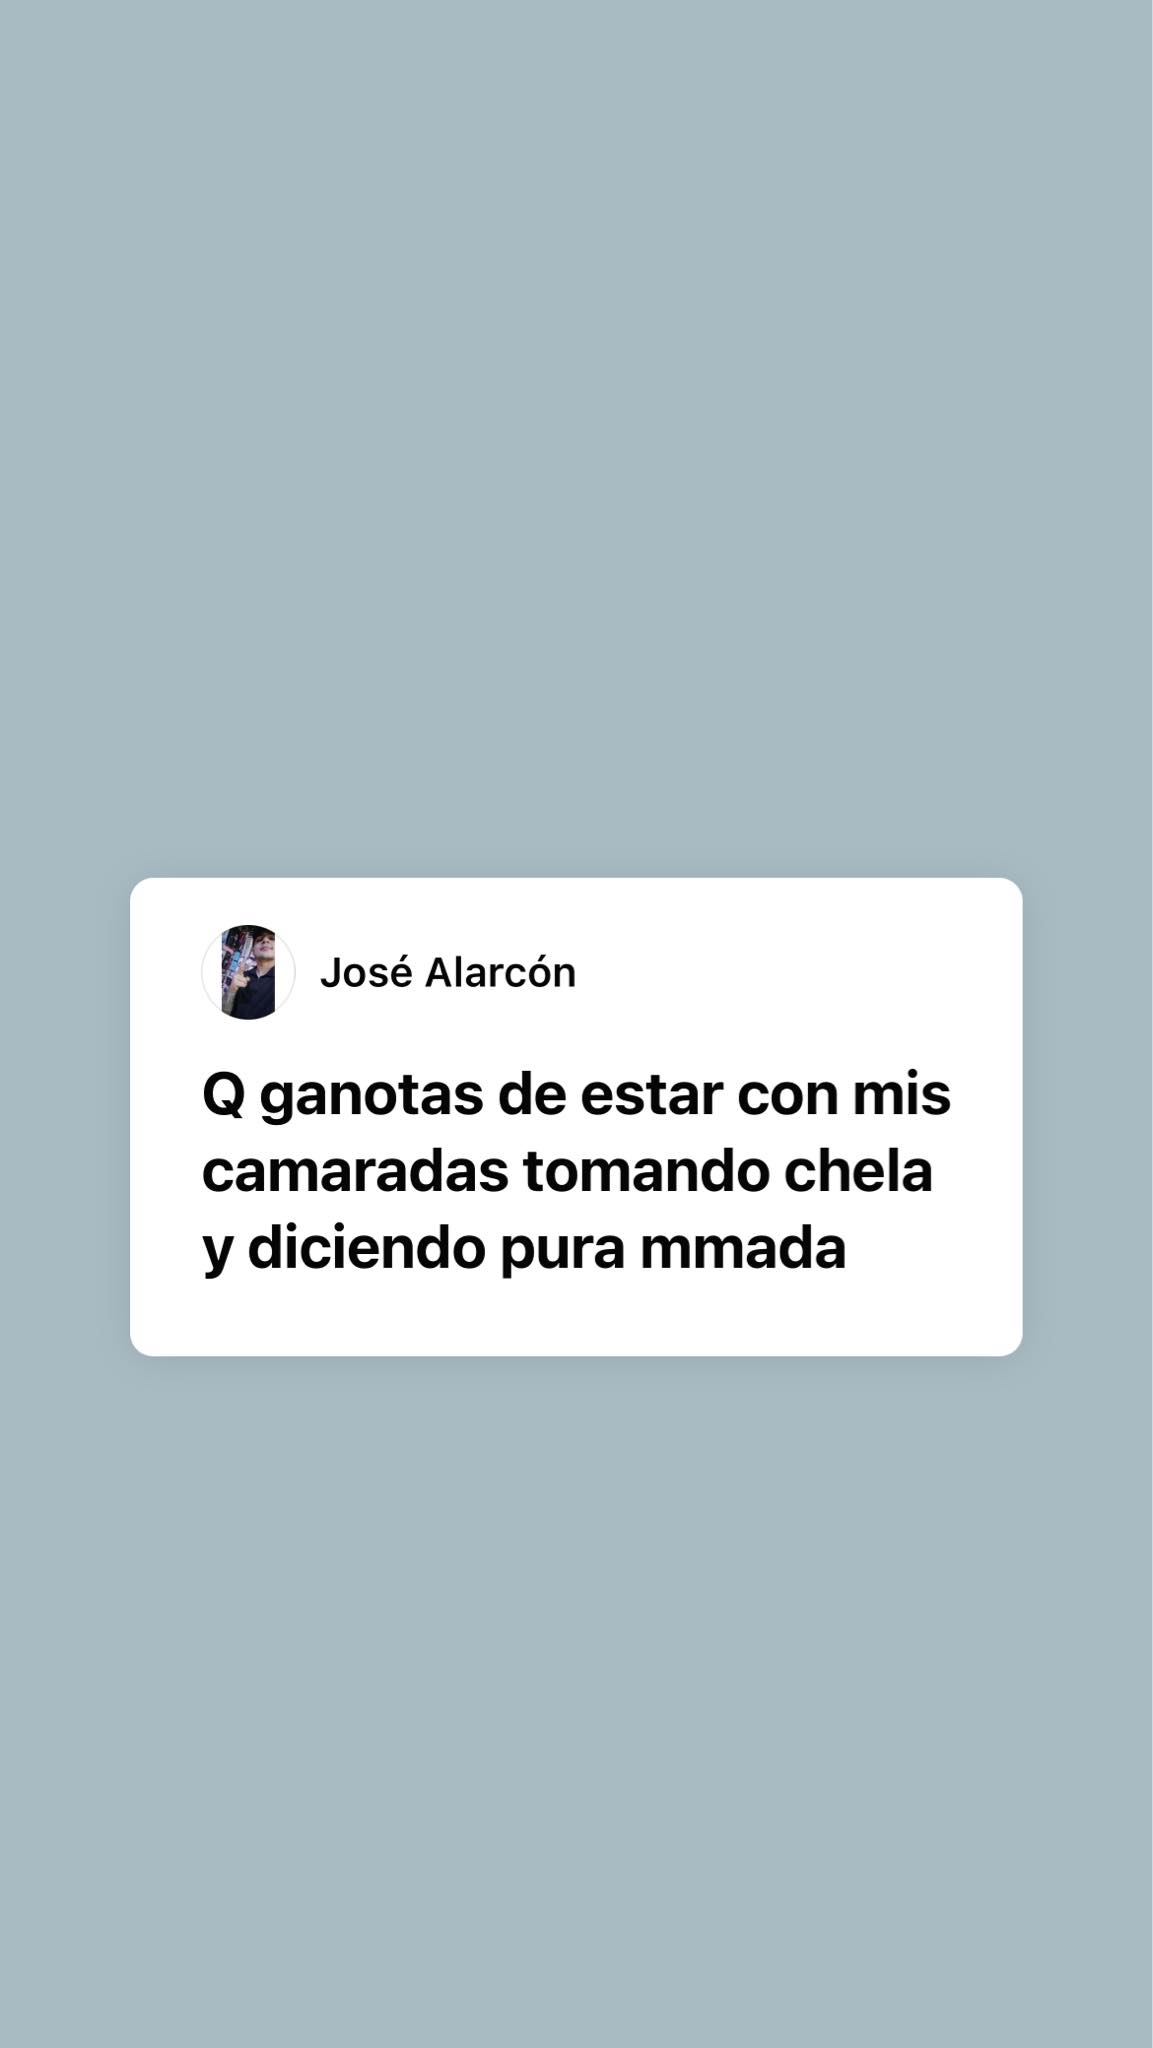 José Alarcón
Q ganotas de estar con mis
camaradas tomando chela
y diciendo pura mmada